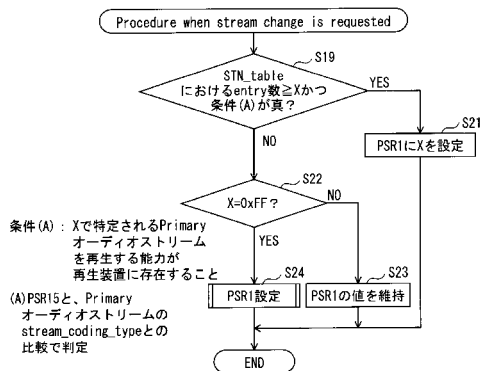 Procedure when stream change is requested
S19
STN_table
におけるentry数≧Xかつ
条件(A)が真?
YES
S21
PSR1にXを設定
NO
S22
X=0xFF?
NO
YES
条件(A): Xで特定されるPrimary
オーディオストリーム
を再生する能力が
再生装置に存在すること
S24
PSR1設定
S23
PSR1の値を維持
(A)PSR15と、Primary
オーディオストリームの
stream_coding_typeとの
比較で判定
END